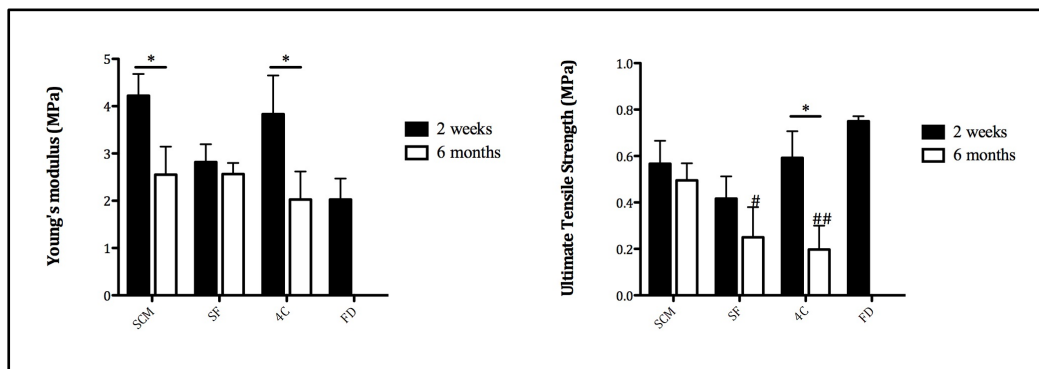 Young's modulus (MPa)
5
4
3
2
1
0
*
*
SCM
SF
4C
FD
2 weeks
6 months
Ultimate Tensile Strength (MPa)
1.0
0.8
0.6
0.4
0.2
0.0
#
*
##
SCM
SF
4C
FD
2 weeks
6 months